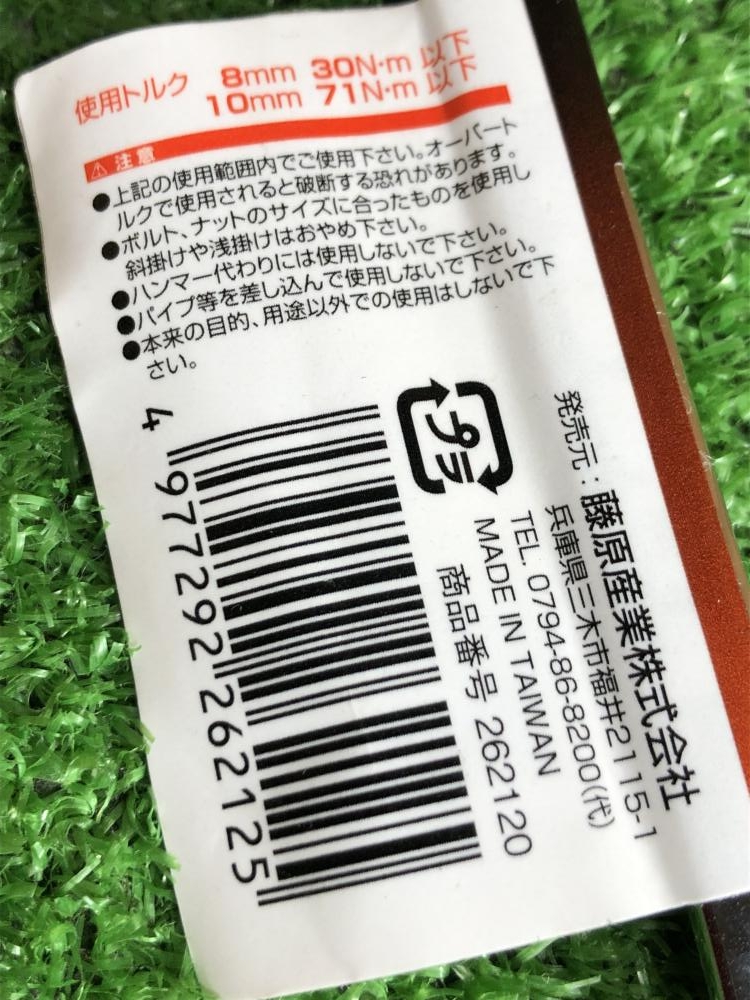 使用トルク 8mm 30N·m 以下
10mm 71N·m 以下
⚠ 注意
●上記の使用範囲内でご使用下さい。オーバート
ルクで使用されると破断する恐れがあります。
●ボルト、ナットのサイズに合ったものを使用し
斜掛けや浅掛けはおやめ下さい。
●ハンマー代わりには使用しないで下さい。
●パイプ等を差し込んで使用しないで下さい。
●本来の目的、用途以外での使用はしないで下
さい。
発売元：藤原産業株式会社
兵庫県三木市福井2115-1
TEL. 0794-86-8200(代)
MADE IN TAIWAN
商品番号 262120
プラ
4 977292 262125